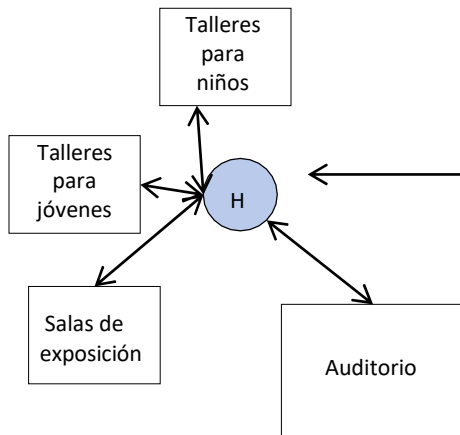 Talleres
para
niños
Talleres
para
jóvenes
H
Salas de
exposición
Auditorio